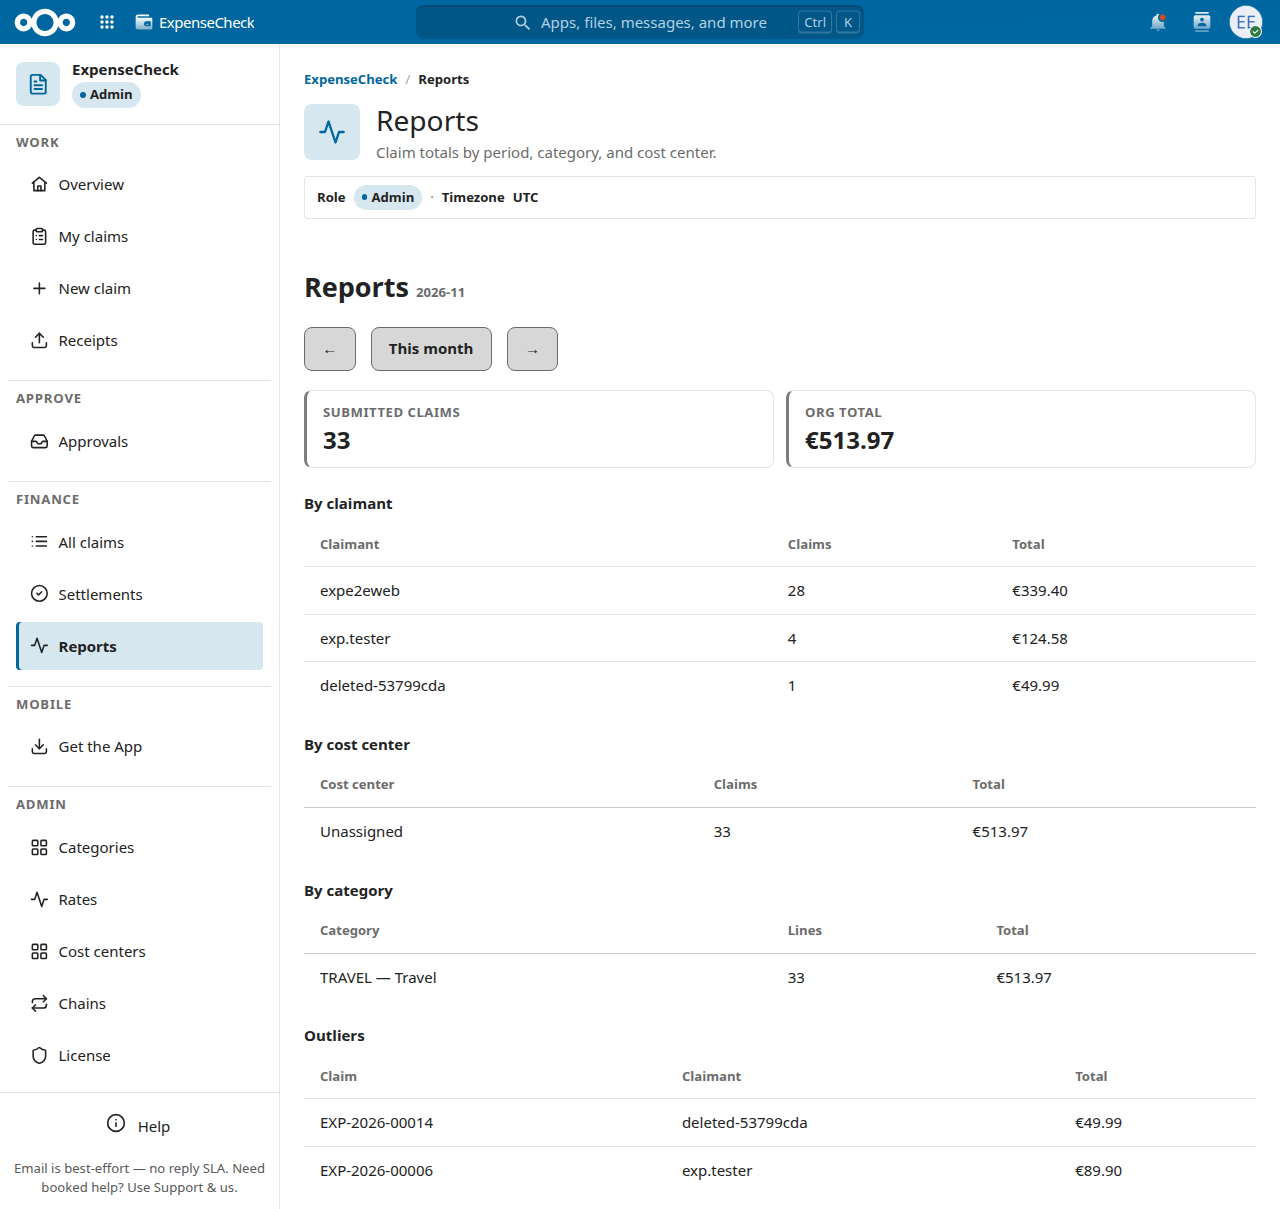 ExpenseCheck
Apps, files, messages, and more
Ctrl K
EF
ExpenseCheck
Admin
WORK
Overview
My claims
New claim
Receipts
APPROVE
Approvals
FINANCE
All claims
Settlements
Reports
MOBILE
Get the App
ADMIN
Categories
Rates
Cost centers
Chains
License
Help
Email is best-effort — no reply SLA. Need
booked help? Use Support & us.
ExpenseCheck / Reports
Reports
Claim totals by period, category, and cost center.
Role Admin · Timezone UTC
Reports 2026-11
← This month →
SUBMITTED CLAIMS
33
ORG TOTAL
€513.97
By claimant
Claimant Claims Total
expe2eweb 28 €339.40
exp.tester 4 €124.58
deleted-53799cda 1 €49.99
By cost center
Cost center Claims Total
Unassigned 33 €513.97
By category
Category Lines Total
TRAVEL — Travel 33 €513.97
Outliers
Claim Claimant Total
EXP-2026-00014 deleted-53799cda €49.99
EXP-2026-00006 exp.tester €89.90